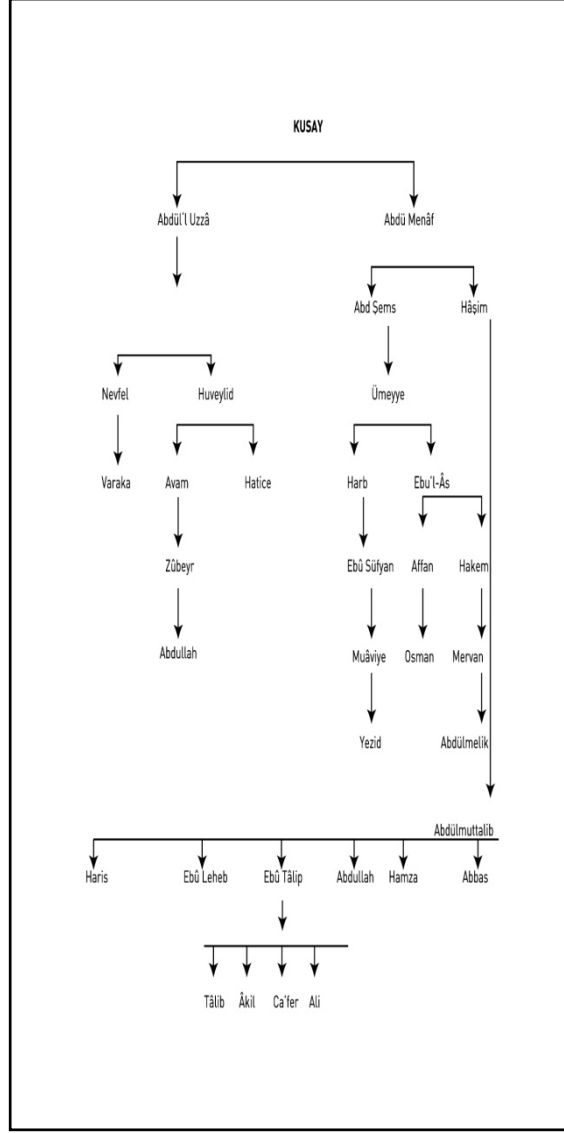 KUSAY
Abdül'l Uzzâ Abdü Menâf
Abd Şems Hâşim
Nevfel Huveylid Ümeyye
Varaka Avam Hatice Harb Ebu'l-Âs
Zûbeyr Ebû Süfyan Affan Hakem
Abdullah Muâviye Osman Mervan
Yezid Abdülmelik
Abdülmuttalib
Haris Ebû Leheb Ebû Tâlip Abdullah Hamza Abbas
Tâlib Âkil Ca'fer Ali